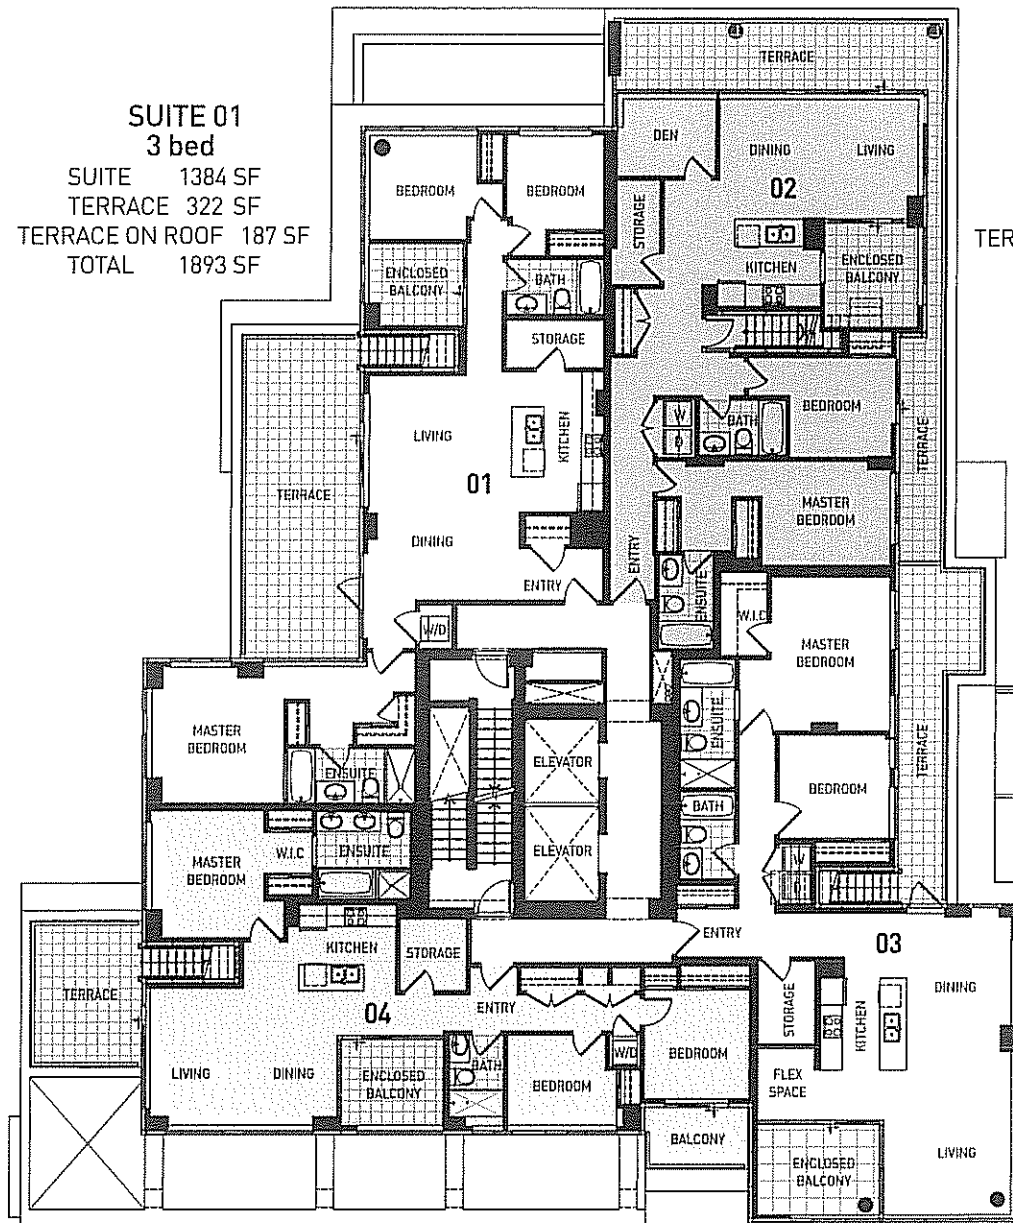 SUITE 01
3 bed
SUITE 1384 SF
TERRACE 322 SF
TERRACE ON ROOF 187 SF
TOTAL 1893 SF
TER
TERRACE
DEN
DINING
LIVING
02
STORAGE
KITCHEN
ENCLOSED
BALCONY
BEDROOM
BEDROOM
ENCLOSED
BALCONY
BATH
STORAGE
LIVING
KITCHEN
01
TERRACE
DINING
ENTRY
W/D
W
D
BATH
BEDROOM
TERRACE
MASTER
BEDROOM
ENTRY
ENSUITE
W.I.C
MASTER
BEDROOM
ENSUITE
TERRACE
BEDROOM
BATH
W
D
MASTER
BEDROOM
ENSUITE
ELEVATOR
ELEVATOR
MASTER
BEDROOM
W.I.C
ENSUITE
KITCHEN
STORAGE
TERRACE
ENTRY
04
LIVING
DINING
ENCLOSED
BALCONY
BATH
BEDROOM
W/D
BEDROOM
BALCONY
ENTRY
03
STORAGE
KITCHEN
DINING
FLEX
SPACE
ENCLOSED
BALCONY
LIVING